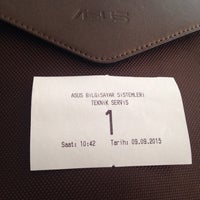 ASUS
ASUS BiLGiSAYAR SiSTEMLERi
TEKNiK SERViS
1
Saat: 10:42 Tarih: 09.09.2015